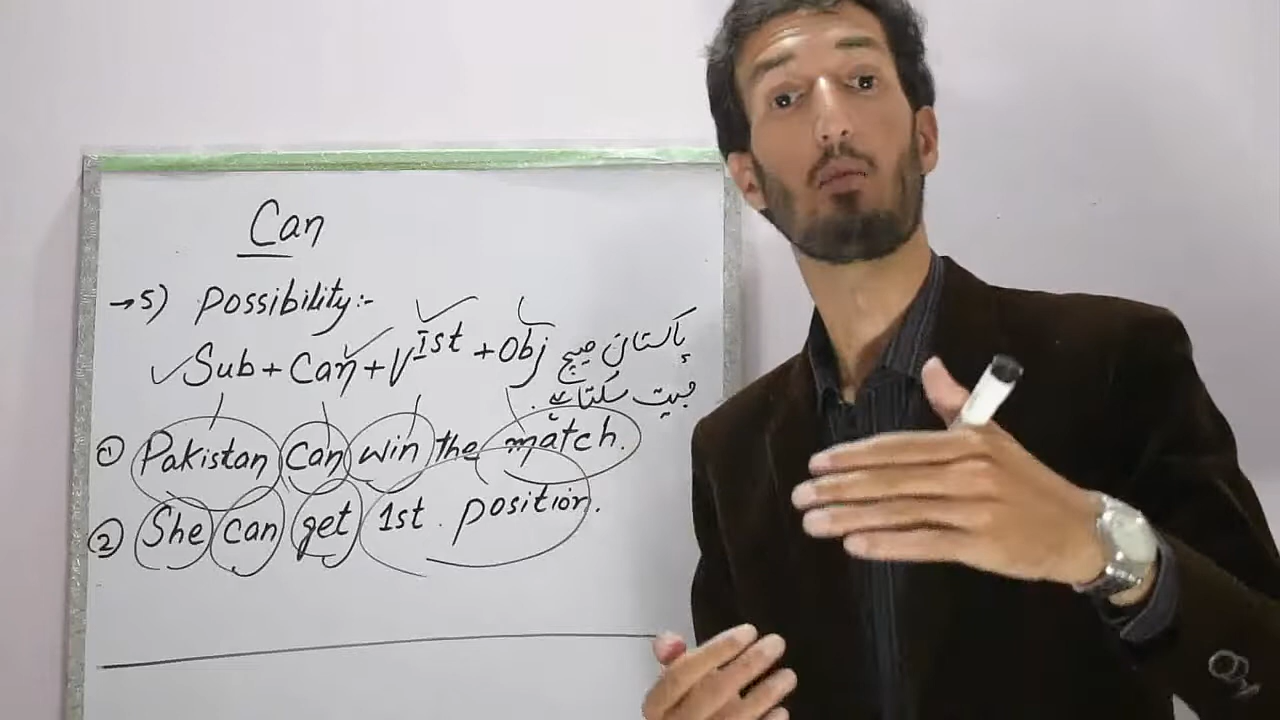 Can
→5) Possibility:-
Sub + Can + V Ist + Obj
پاکستان میچ
جیت سکتا ہے.
① Pakistan can win the match.
② She can get 1st position.